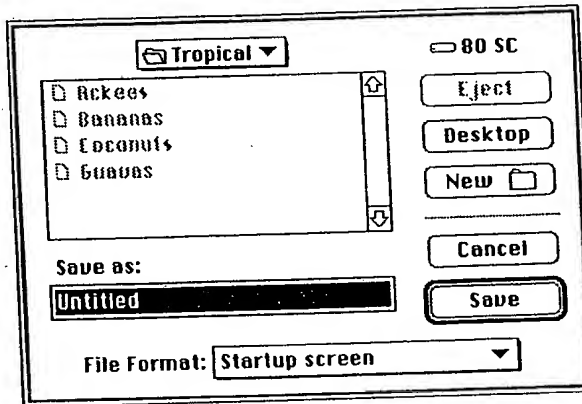 Tropical
80 SC
Ackees
Bananas
Coconuts
Guavas
Eject
Desktop
New
Cancel
Save
Save as:
Untitled
File Format: Startup screen